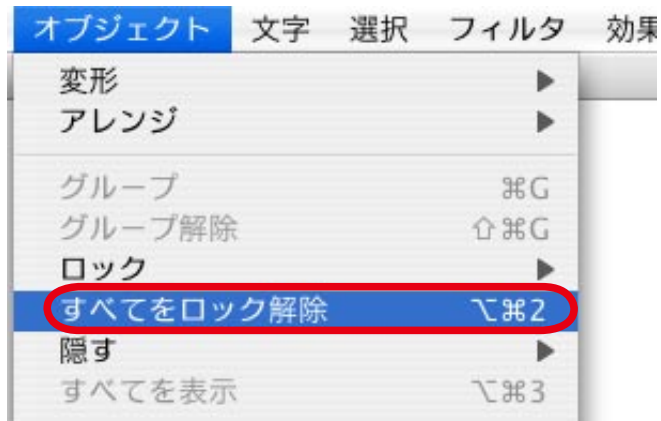 オブジェクト 文字 選択 フィルタ 効果
変形
アレンジ
グループ ⌘G
グループ解除 ⇧⌘G
ロック
すべてをロック解除 ⌥⌘2
隠す
すべてを表示 ⌥⌘3